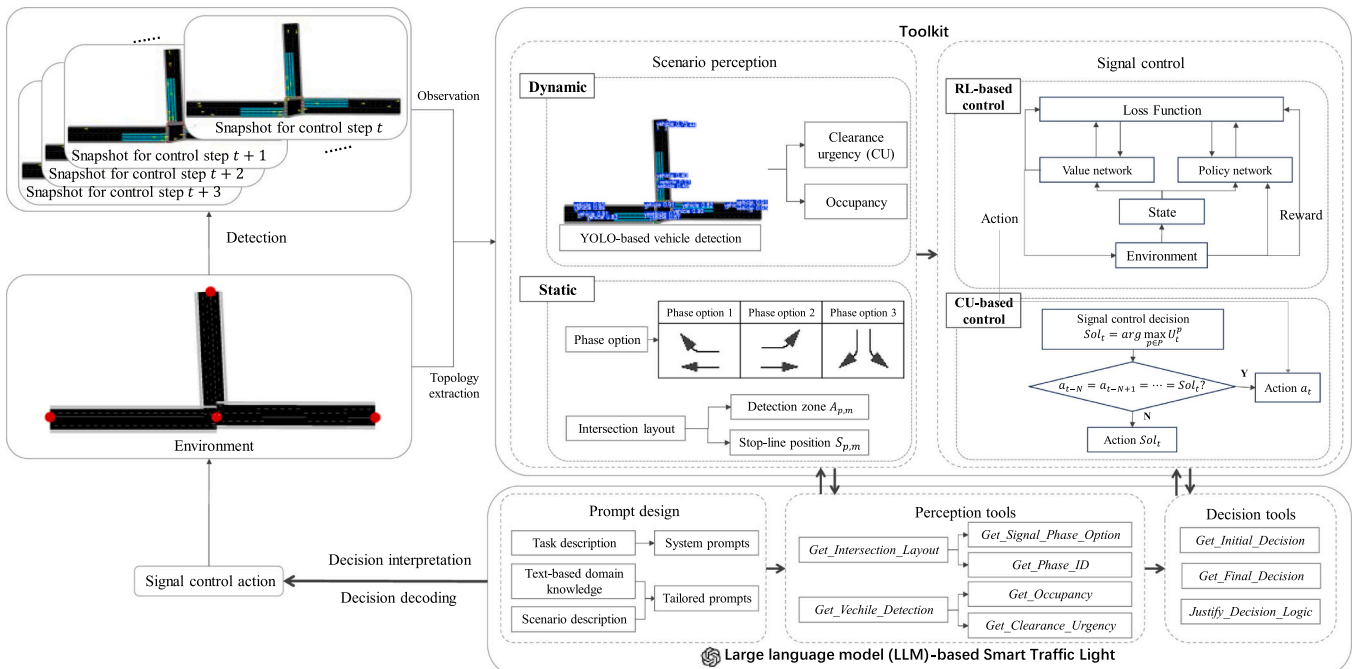 ......
Snapshot for control step t
Snapshot for control step t + 1
Snapshot for control step t + 2
Snapshot for control step t + 3
......
Detection
Environment
Signal control action
Observation
Topology
extraction
Decision interpretation
Decision decoding
Toolkit
Scenario perception
Dynamic
YOLO-based vehicle detection
Clearance
urgency (CU)
Occupancy
Static
Phase option
Phase option 1
Phase option 2
Phase option 3
Intersection layout
Detection zone A_{p,m}
Stop-line position S_{p,m}
Signal control
RL-based
control
Loss Function
Value network
Policy network
State
Environment
Action
Reward
CU-based
control
Signal control decision
Sol_t = arg max_{p∈P} U_t^p
a_{t−N} = a_{t−N+1} = ⋯ = Sol_t?
Y
Action a_t
N
Action Sol_t
Prompt design
Task description
System prompts
Text-based domain
knowledge
Scenario description
Tailored prompts
Perception tools
Get_Intersection_Layout
Get_Signal_Phase_Option
Get_Phase_ID
Get_Vechile_Detection
Get_Occupancy
Get_Clearance_Urgency
Decision tools
Get_Initial_Decision
Get_Final_Decision
Justify_Decision_Logic
Large language model (LLM)-based Smart Traffic Light